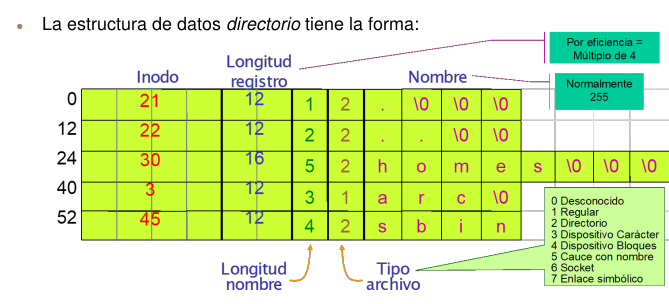 • La estructura de datos directorio tiene la forma:
Por eficiencia =
Múltiplo de 4
Longitud
registro
Inodo
Nombre
Normalmente
255
0 21 12 1 2 . \0 \0 \0
12 22 12 2 2 . . \0 \0
24 30 16 5 2 h o m e s \0 \0 \0
40 3 12 3 1 a r c \0
52 45 12 4 2 s b i n
0 Desconocido
1 Regular
2 Directorio
3 Dispositivo Carácter
4 Dispositivo Bloques
5 Cauce con nombre
6 Socket
7 Enlace simbólico
Longitud
nombre
Tipo
archivo